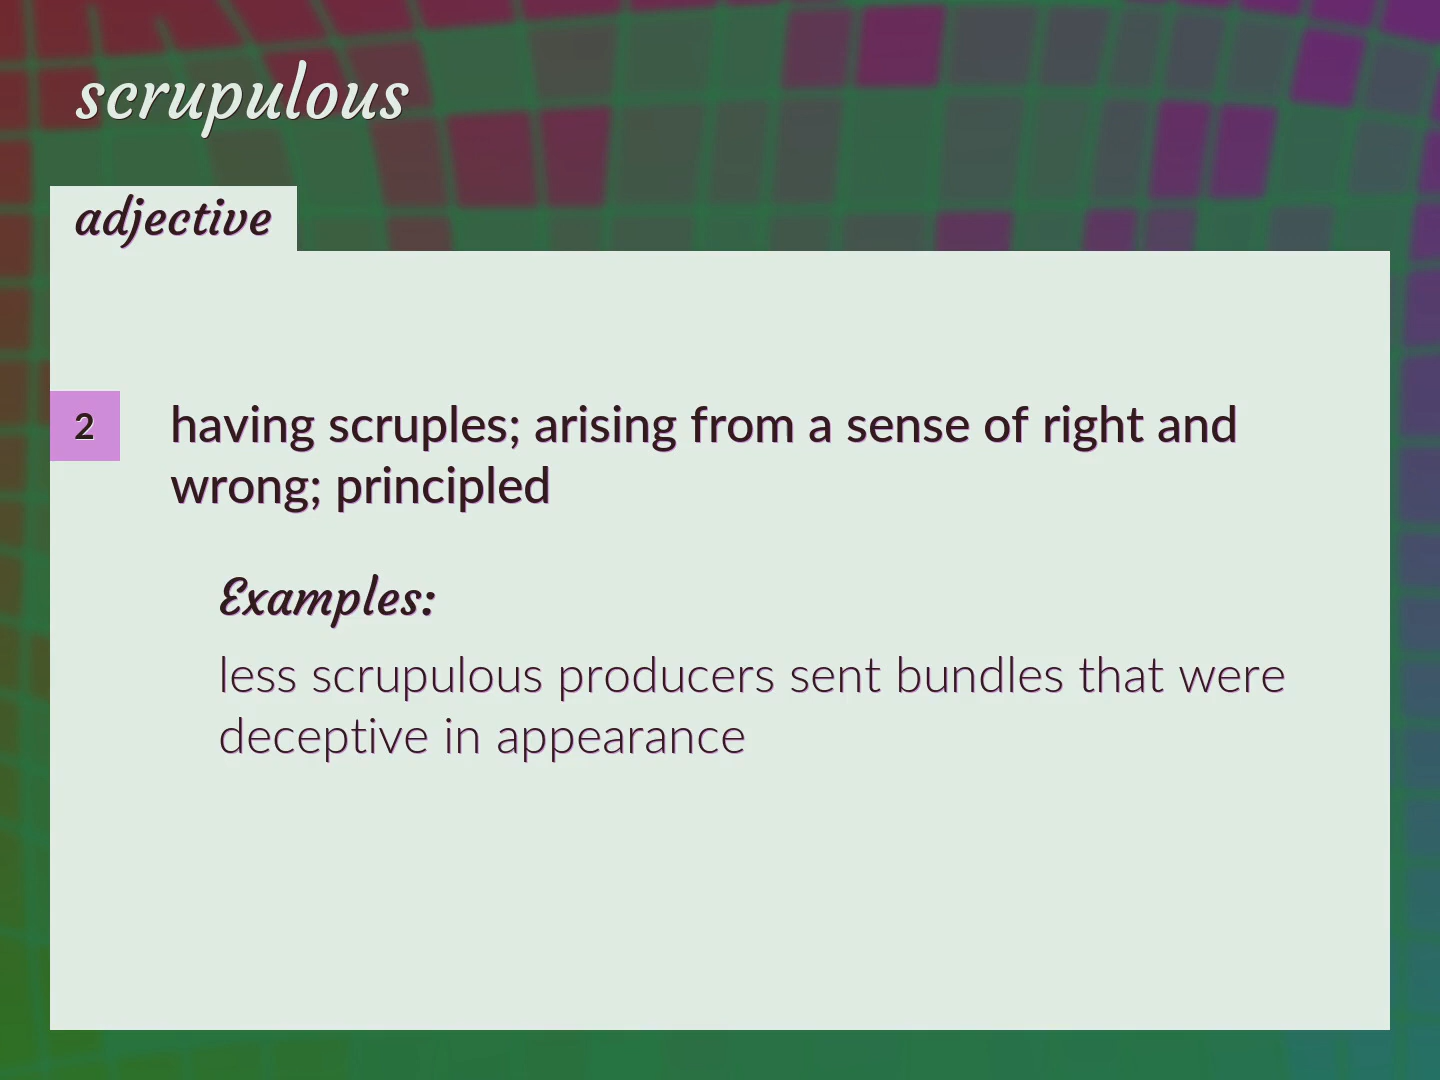 scrupulous
adjective
2
having scruples; arising from a sense of right and
wrong; principled
Examples:
less scrupulous producers sent bundles that were
deceptive in appearance